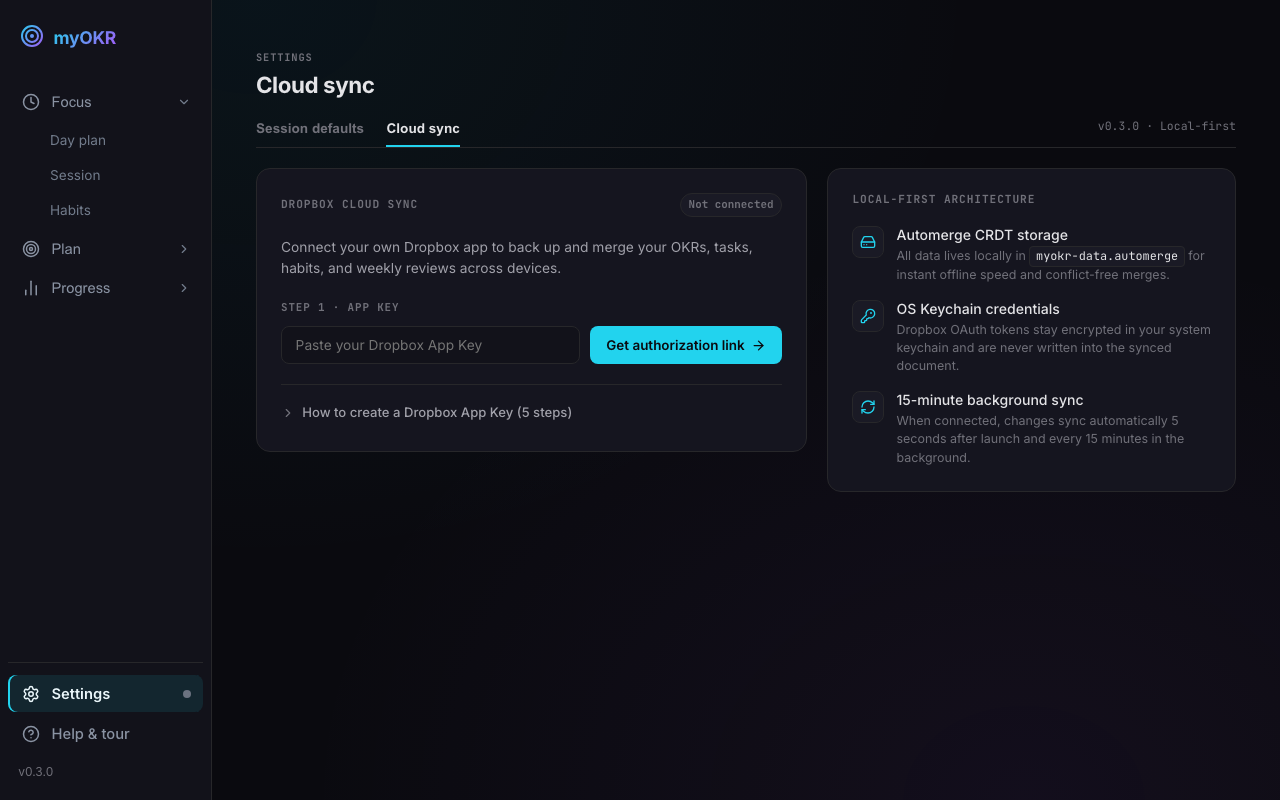 myOKR
Focus
Day plan
Session
Habits
Plan
Progress
Settings
Help & tour
v0.3.0
SETTINGS
Cloud sync
Session defaults
Cloud sync
v0.3.0 · Local-first
DROPBOX CLOUD SYNC
Not connected
Connect your own Dropbox app to back up and merge your OKRs, tasks,
habits, and weekly reviews across devices.
STEP 1 · APP KEY
Paste your Dropbox App Key
Get authorization link →
How to create a Dropbox App Key (5 steps)
LOCAL-FIRST ARCHITECTURE
Automerge CRDT storage
All data lives locally in myokr-data.automerge for
instant offline speed and conflict-free merges.
OS Keychain credentials
Dropbox OAuth tokens stay encrypted in your system
keychain and are never written into the synced
document.
15-minute background sync
When connected, changes sync automatically 5
seconds after launch and every 15 minutes in the
background.